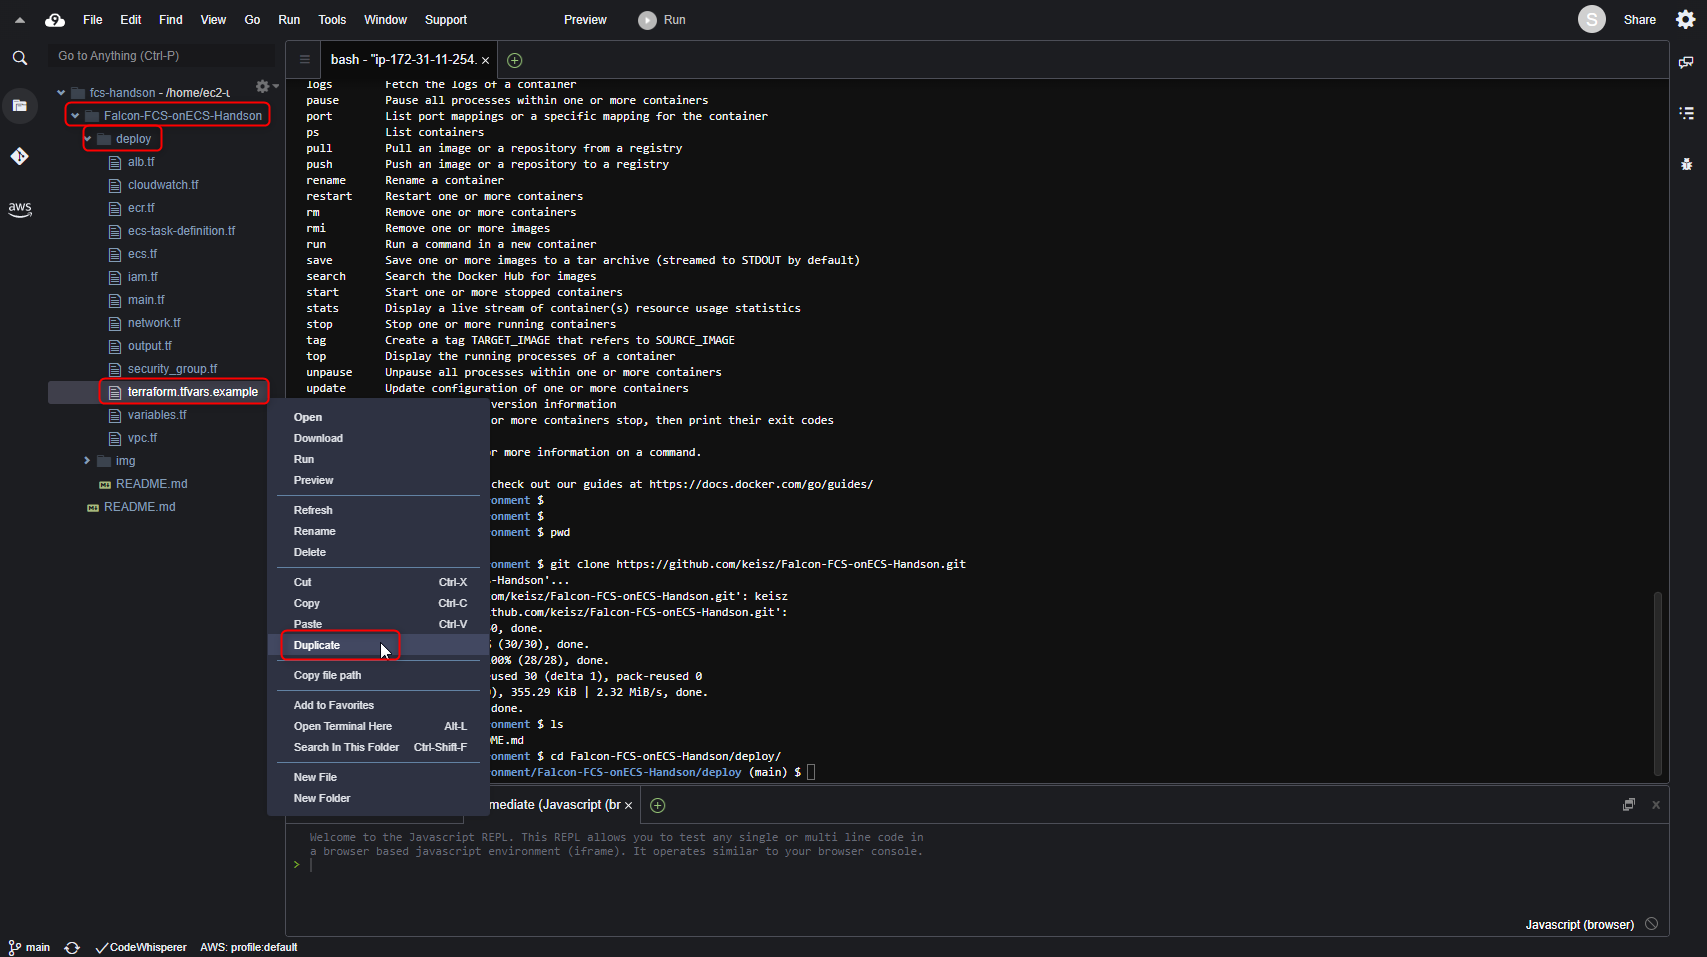 File Edit Find View Go Run Tools Window Support Preview Run S Share
Go to Anything (Ctrl-P)
bash - "ip-172-31-11-254.
fcs-handson - /home/ec2-u
Falcon-FCS-onECS-Handson
deploy
alb.tf
cloudwatch.tf
ecr.tf
ecs-task-definition.tf
ecs.tf
iam.tf
main.tf
network.tf
output.tf
security_group.tf
terraform.tfvars.example
variables.tf
vpc.tf
img
README.md
README.md
aws
logs Fetch the logs of a container
pause Pause all processes within one or more containers
port List port mappings or a specific mapping for the container
ps List containers
pull Pull an image or a repository from a registry
push Push an image or a repository to a registry
rename Rename a container
restart Restart one or more containers
rm Remove one or more containers
rmi Remove one or more images
run Run a command in a new container
save Save one or more images to a tar archive (streamed to STDOUT by default)
search Search the Docker Hub for images
start Start one or more stopped containers
stats Display a live stream of container(s) resource usage statistics
stop Stop one or more running containers
tag Create a tag TARGET_IMAGE that refers to SOURCE_IMAGE
top Display the running processes of a container
unpause Unpause all processes within one or more containers
update Update configuration of one or more containers
version information
or more containers stop, then print their exit codes
r more information on a command.
check out our guides at https://docs.docker.com/go/guides/
onment $
onment $
onment $ pwd
onment $ git clone https://github.com/keisz/Falcon-FCS-onECS-Handson.git
-Handson'...
om/keisz/Falcon-FCS-onECS-Handson.git': keisz
thub.com/keisz/Falcon-FCS-onECS-Handson.git':
0, done.
(30/30), done.
00% (28/28), done.
used 30 (delta 1), pack-reused 0
), 355.29 KiB | 2.32 MiB/s, done.
done.
onment $ ls
ME.md
onment $ cd Falcon-FCS-onECS-Handson/deploy/
onment/Falcon-FCS-onECS-Handson/deploy (main) $
Open
Download
Run
Preview
Refresh
Rename
Delete
Cut Ctrl-X
Copy Ctrl-C
Paste Ctrl-V
Duplicate
Copy file path
Add to Favorites
Open Terminal Here Alt-L
Search In This Folder Ctrl-Shift-F
New File
New Folder
mediate (Javascript (br
Welcome to the Javascript REPL. This REPL allows you to test any single or multi line code in
a browser based javascript environment (iframe). It operates similar to your browser console.
>
Javascript (browser)
main CodeWhisperer AWS: profile:default